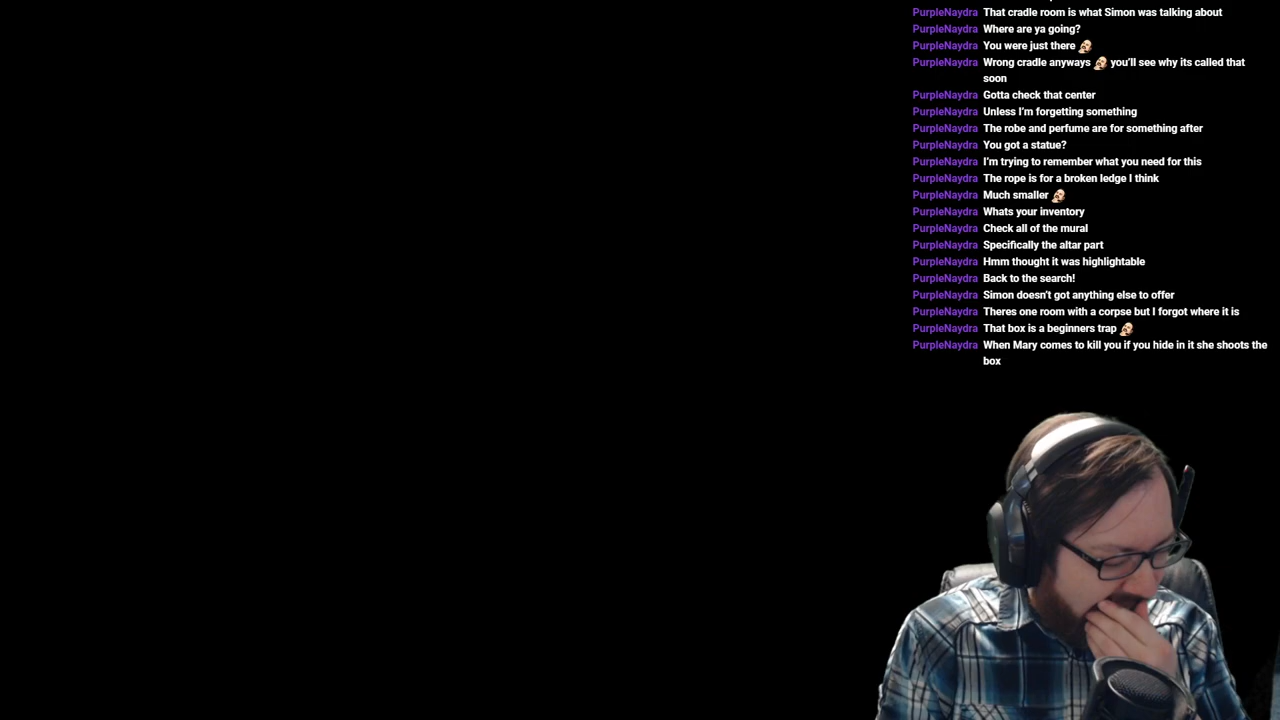 PurpleNaydra That cradle room is what Simon was talking about
PurpleNaydra Where are ya going?
PurpleNaydra You were just there
PurpleNaydra Wrong cradle anyways you'll see why its called that
soon
PurpleNaydra Gotta check that center
PurpleNaydra Unless I'm forgetting something
PurpleNaydra The robe and perfume are for something after
PurpleNaydra You got a statue?
PurpleNaydra I'm trying to remember what you need for this
PurpleNaydra The rope is for a broken ledge I think
PurpleNaydra Much smaller
PurpleNaydra Whats your inventory
PurpleNaydra Check all of the mural
PurpleNaydra Specifically the altar part
PurpleNaydra Hmm thought it was highlightable
PurpleNaydra Back to the search!
PurpleNaydra Simon doesn't got anything else to offer
PurpleNaydra Theres one room with a corpse but I forgot where it is
PurpleNaydra That box is a beginners trap
PurpleNaydra When Mary comes to kill you if you hide in it she shoots the
box